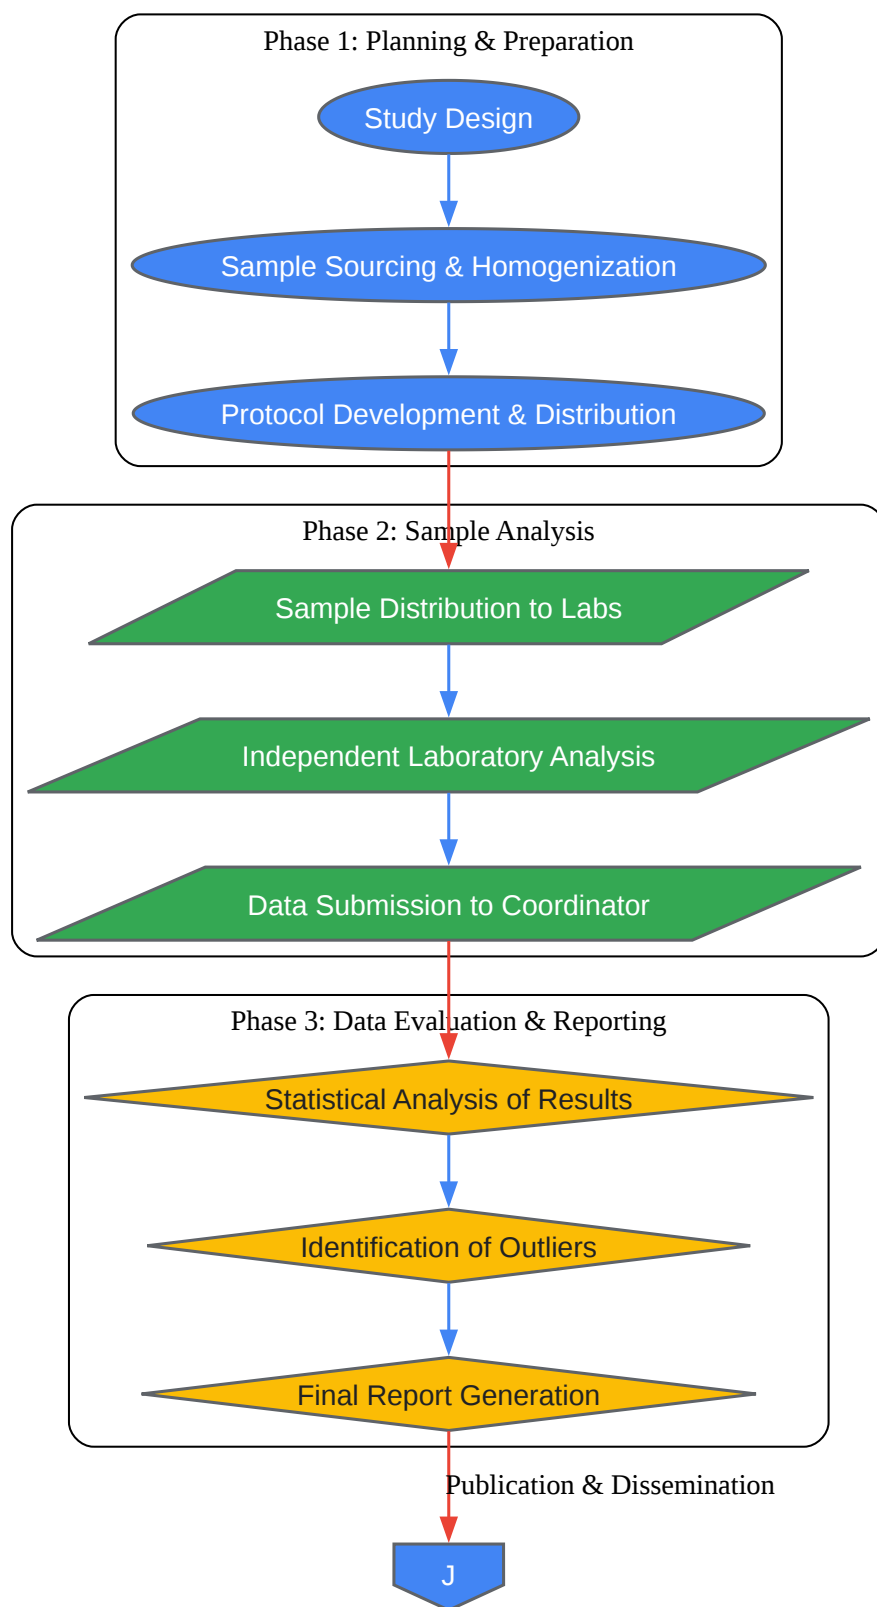 Phase 1: Planning & Preparation
Study Design
Sample Sourcing & Homogenization
Protocol Development & Distribution
Phase 2: Sample Analysis
Sample Distribution to Labs
Independent Laboratory Analysis
Data Submission to Coordinator
Phase 3: Data Evaluation & Reporting
Statistical Analysis of Results
Identification of Outliers
Final Report Generation
Publication & Dissemination
J